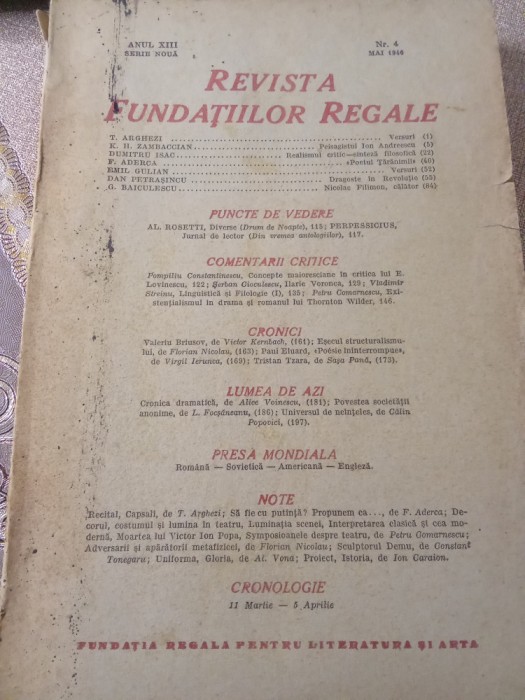 ANUL XIII
SERIE NOUĂ
Nr. 4
MAI 1946
REVISTA
FUNDAȚIILOR REGALE
T. ARGHEZI ........ Versuri (1)
K. H. ZAMBACCIAN ........ Peisagistul Ion Andreescu (5)
DUMITRU ISAC ........ Realismul critic—sinteză filosofică (22)
F. ADERCA ........ «Poetul Țărănimii» (40)
EMIL GULIAN ........ Versuri (52)
DAN PETRAȘINCU ........ Dragoste în Revoluție (55)
G. BAICULESCU ........ Nicolae Filimon, călător (84)
PUNCTE DE VEDERE
AL. ROSETTI, Diverse (Drum de Noapte), 115; PERPESSICIUS,
Jurnal de lector (Din vremea antologiilor), 117.
COMENTARII CRITICE
Pompiliu Constantinescu, Concepte maioresciane în critica lui E.
Lovinescu, 122; Șerban Cioculescu, Ilarie Voronca, 129; Vladimir
Streinu, Linguistică și Filologie (I), 135; Petru Comarnescu, Exi-
stențialismul în drama și romanul lui Thornton Wilder, 146.
CRONICI
Valeriu Briusov, de Victor Kernbach, (161); Eșecul structuralismu-
lui, de Florian Nicolau, (163); Paul Eluard, «Poésie ininterrompue»,
de Virgil Ierunca, (169); Tristan Tzara, de Sașa Pană, (173).
LUMEA DE AZI
Cronica dramatică, de Alice Voinescu, (181); Povestea societății
anonime, de L. Focșăneanu, (186); Universul de neînțeles, de Călin
Popovici, (197).
PRESA MONDIALA
Română — Sovietică — Americană — Engleză.
NOTE
Recital, Capsali, de T. Arghezi; Să fie cu putință? Propunem ca..., de F. Aderca; De-
corul, costumul și lumina în teatru, Luminația scenei, Interpretarea clasică și cea mo-
dernă, Moartea lui Victor Ion Popa, Symposioanele despre teatru, de Petru Comarnescu;
Adversarii și apărătorii metafizicei, de Florian Nicolau; Sculptorul Demu, de Constant
Tonegaru; Uniforma, Gloria, de Al. Vona; Proiect, Istoria, de Ion Caraion.
CRONOLOGIE
11 Martie — 5 Aprilie
FUNDAȚIA REGALA PENTRU LITERATURA ȘI ARTA